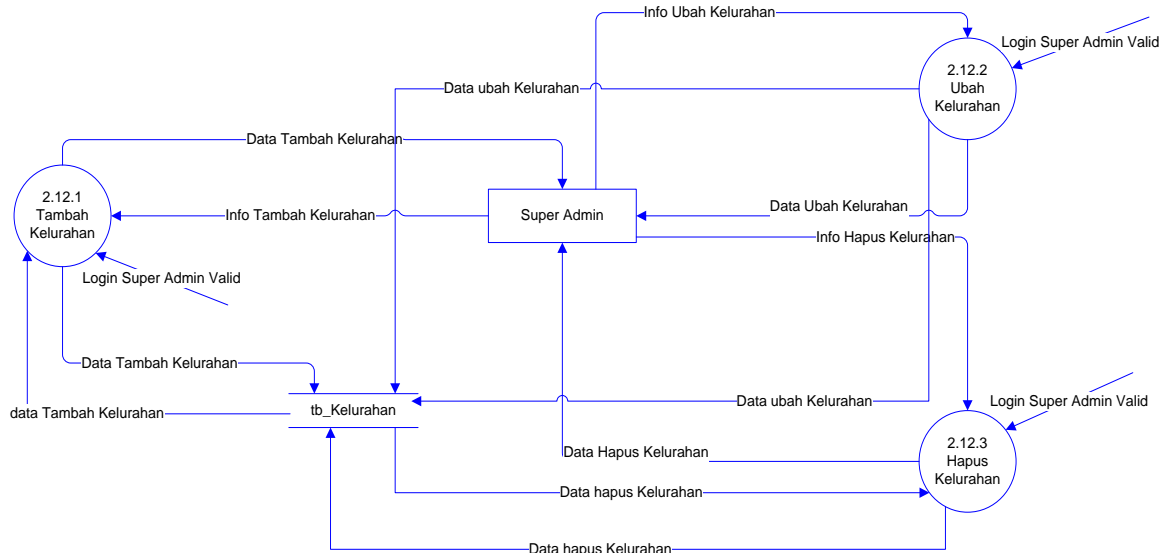 Info Ubah Kelurahan
Login Super Admin Valid
2.12.2
Ubah
Kelurahan
Data ubah Kelurahan
Data Tambah Kelurahan
2.12.1
Tambah
Kelurahan
Info Tambah Kelurahan
Super Admin
Data Ubah Kelurahan
Info Hapus Kelurahan
Login Super Admin Valid
Data Tambah Kelurahan
data Tambah Kelurahan
tb_Kelurahan
Data ubah Kelurahan
Login Super Admin Valid
2.12.3
Hapus
Kelurahan
Data Hapus Kelurahan
Data hapus Kelurahan
Data hapus Kelurahan